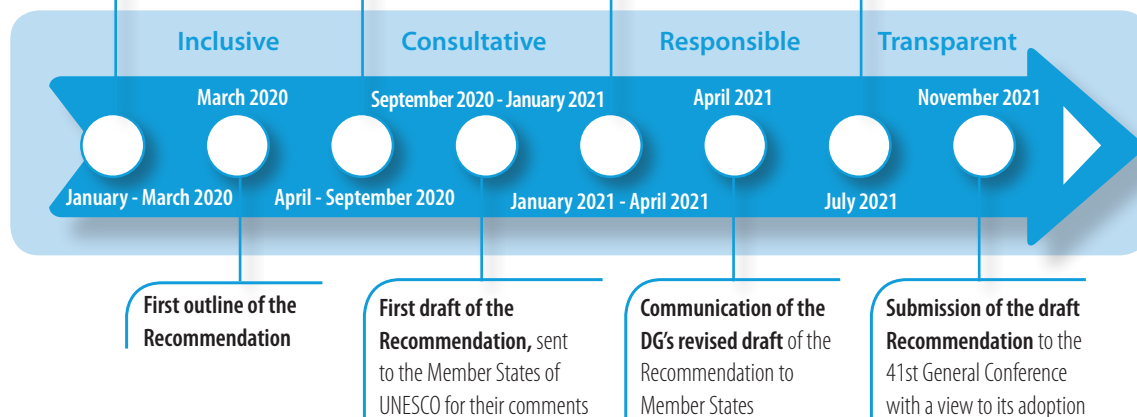 Inclusive
Consultative
Responsible
Transparent
March 2020
September 2020 - January 2021
April 2021
November 2021
January - March 2020
April - September 2020
January 2021 - April 2021
July 2021
First outline of the
Recommendation
First draft of the
Recommendation, sent
to the Member States of
UNESCO for their comments
Communication of the
DG's revised draft of the
Recommendation to
Member States
Submission of the draft
Recommendation to the
41st General Conference
with a view to its adoption